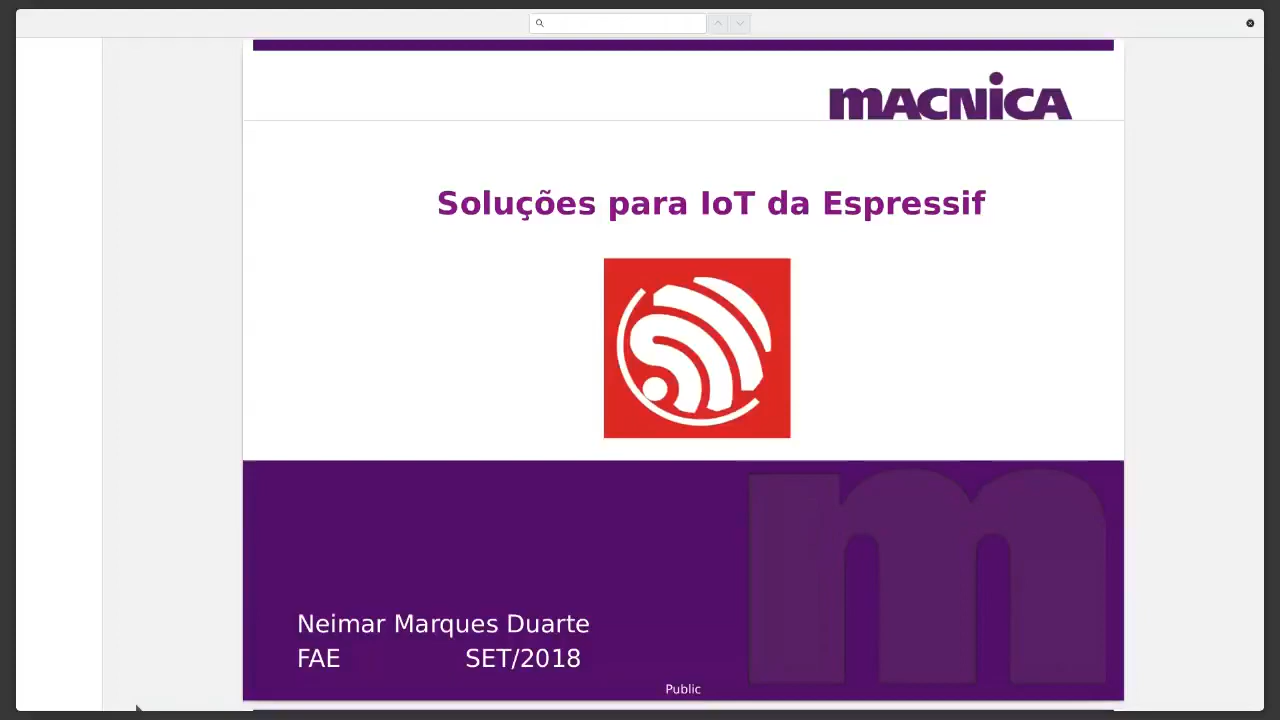 MACNICA
Soluções para IoT da Espressif
Neimar Marques Duarte
FAE SET/2018
Public